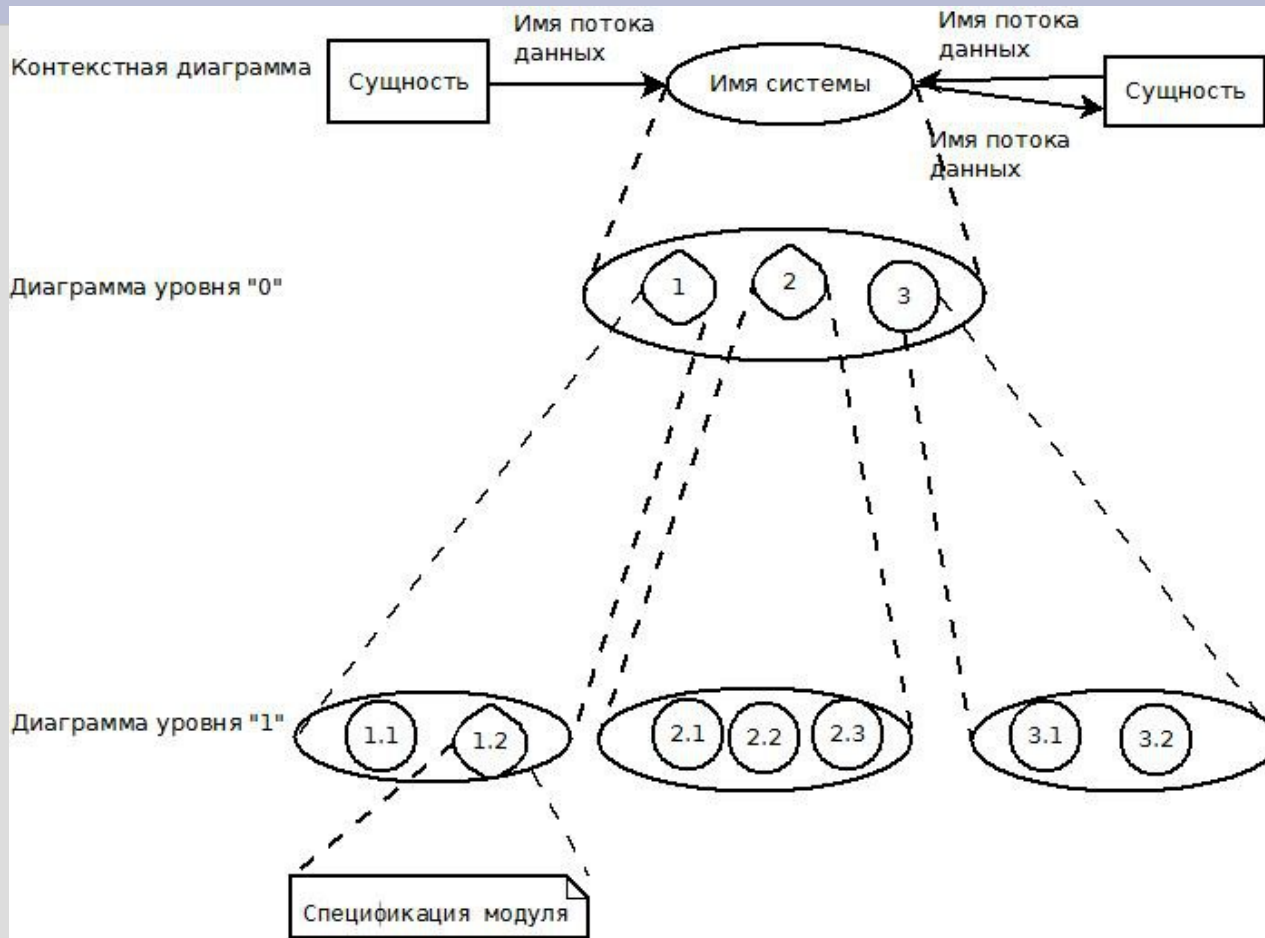 Имя потока
данных
Имя потока
данных
Контекстная диаграмма
Сущность
Имя системы
Сущность
Имя потока
данных
Диаграмма уровня "0"
1
2
3
Диаграмма уровня "1"
1.1
1.2
2.1
2.2
2.3
3.1
3.2
Спецификация модуля